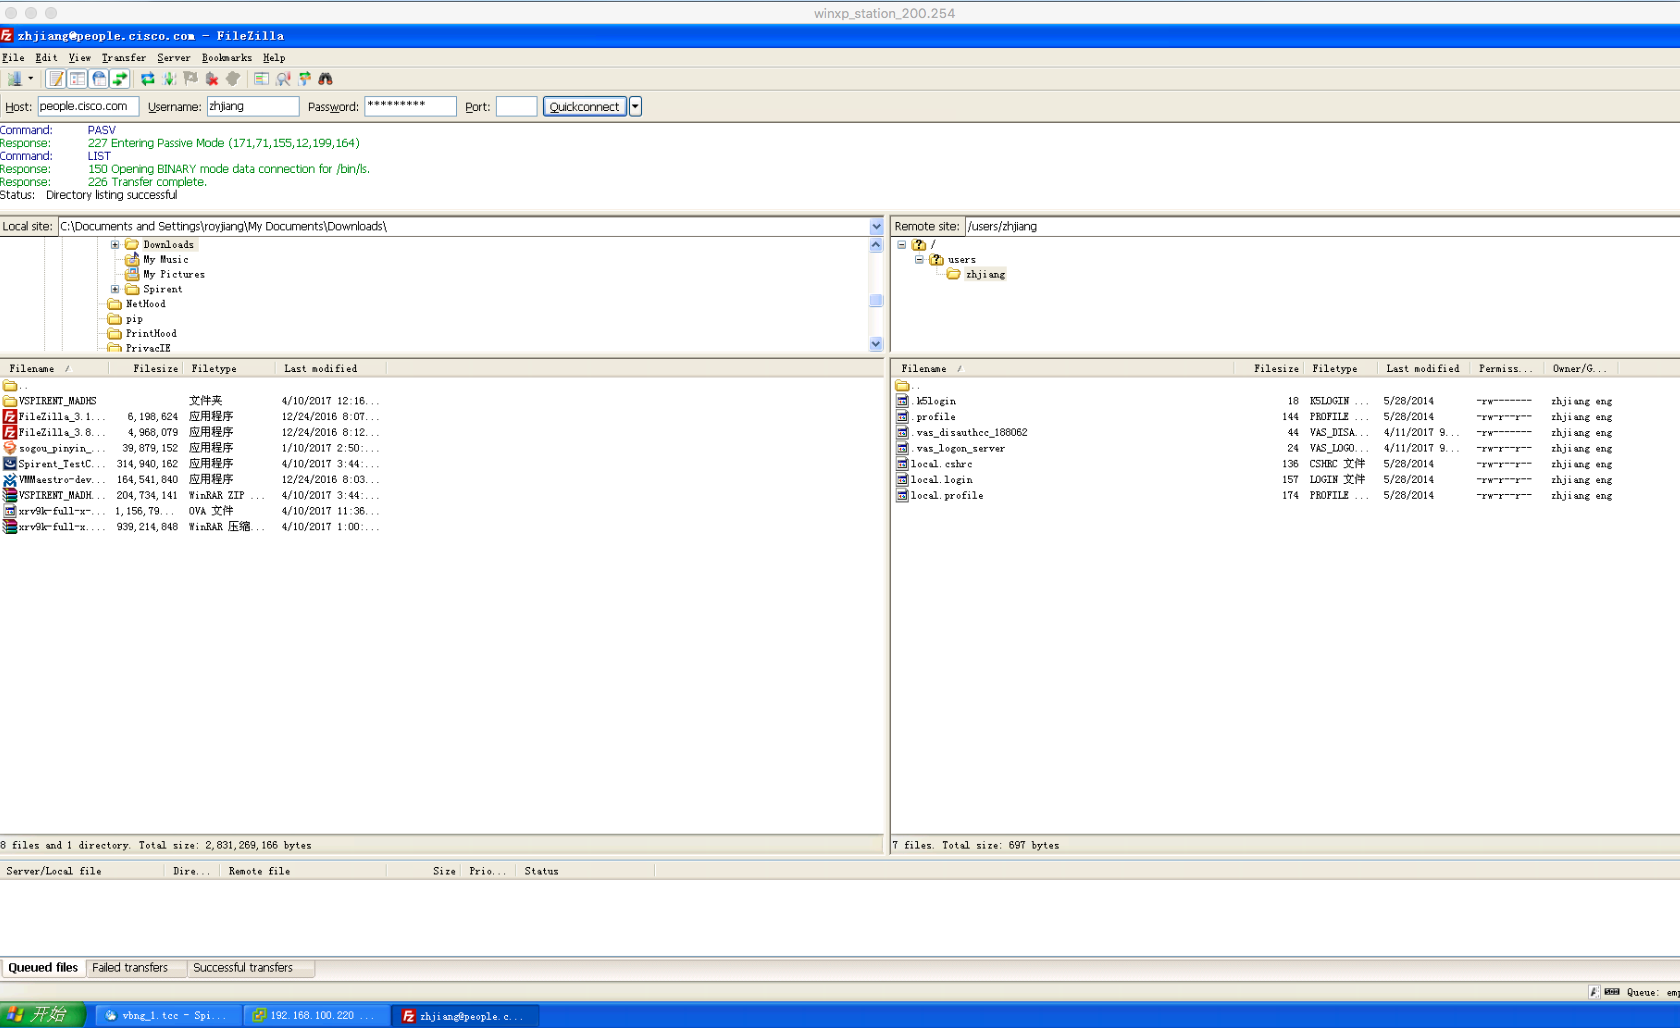 winxp_station_200.254
zhjiang@people.cisco.com - FileZilla
File Edit View Transfer Server Bookmarks Help
Host: people.cisco.com Username: zhjiang Password: ********* Port: Quickconnect
Command: PASV
Response: 227 Entering Passive Mode (171,71,155,12,199,164)
Command: LIST
Response: 150 Opening BINARY mode data connection for /bin/ls.
Response: 226 Transfer complete.
Status: Directory listing successful
Local site: C:\Documents and Settings\royjiang\My Documents\Downloads\
Downloads
My Music
My Pictures
Spirent
NetHood
pip
PrintHood
PrivacIE
Remote site: /users/zhjiang
/
users
zhjiang
Filename Filesize Filetype Last modified
..
VSPIRENT_MADHS 文件夹 4/10/2017 12:16...
FileZilla_3.1... 6,198,624 应用程序 12/24/2016 8:07...
FileZilla_3.8... 4,968,079 应用程序 12/24/2016 8:12...
sogou_pinyin_... 39,879,152 应用程序 1/10/2017 2:50:...
Spirent_TestC... 314,940,162 应用程序 4/10/2017 3:44:...
VMMaestro-dev... 164,541,840 应用程序 12/24/2016 8:03...
VSPIRENT_MADH... 204,734,141 WinRAR ZIP ... 4/10/2017 3:44:...
xrv9k-full-x-... 1,156,79... OVA 文件 4/10/2017 11:36...
xrv9k-full-x.... 939,214,848 WinRAR 压缩... 4/10/2017 1:00:...
8 files and 1 directory. Total size: 2,831,269,166 bytes
Filename Filesize Filetype Last modified Permiss... Owner/G...
..
.k5login 18 K5LOGIN ... 5/28/2014 -rw------- zhjiang eng
.profile 144 PROFILE ... 5/28/2014 -rw-r--r-- zhjiang eng
.vas_disauthcc_188062 44 VAS_DISA... 4/11/2017 9... -rw------- zhjiang eng
.vas_logon_server 24 VAS_LOGO... 4/11/2017 9... -rw-r--r-- zhjiang eng
local.cshrc 136 CSHRC 文件 5/28/2014 -rw-r--r-- zhjiang eng
local.login 157 LOGIN 文件 5/28/2014 -rw-r--r-- zhjiang eng
local.profile 174 PROFILE ... 5/28/2014 -rw-r--r-- zhjiang eng
7 files. Total size: 697 bytes
Server/Local file Dire... Remote file Size Prio... Status
Queued files Failed transfers Successful transfers
Queue: emp
开始 vbng_1.tcc - Spi... 192.168.100.220 ... zhjiang@people.c...